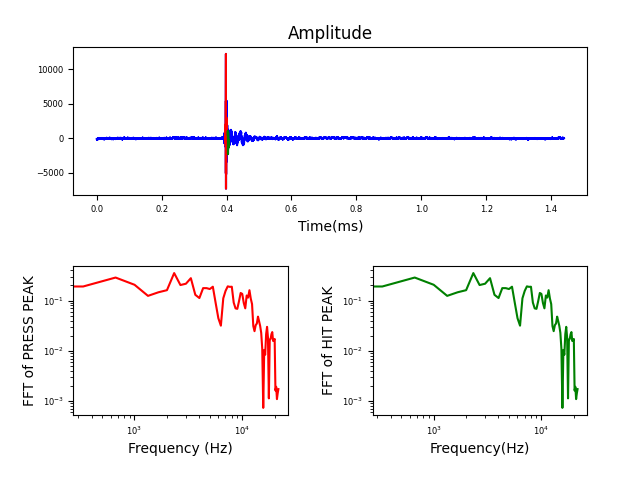 Amplitude
10000
5000
0
−5000
0.0 0.2 0.4 0.6 0.8 1.0 1.2 1.4
Time(ms)
FFT of PRESS PEAK
10⁻¹
10⁻²
10⁻³
10³ 10⁴
Frequency (Hz)
FFT of HIT PEAK
10⁻¹
10⁻²
10⁻³
10³ 10⁴
Frequency(Hz)